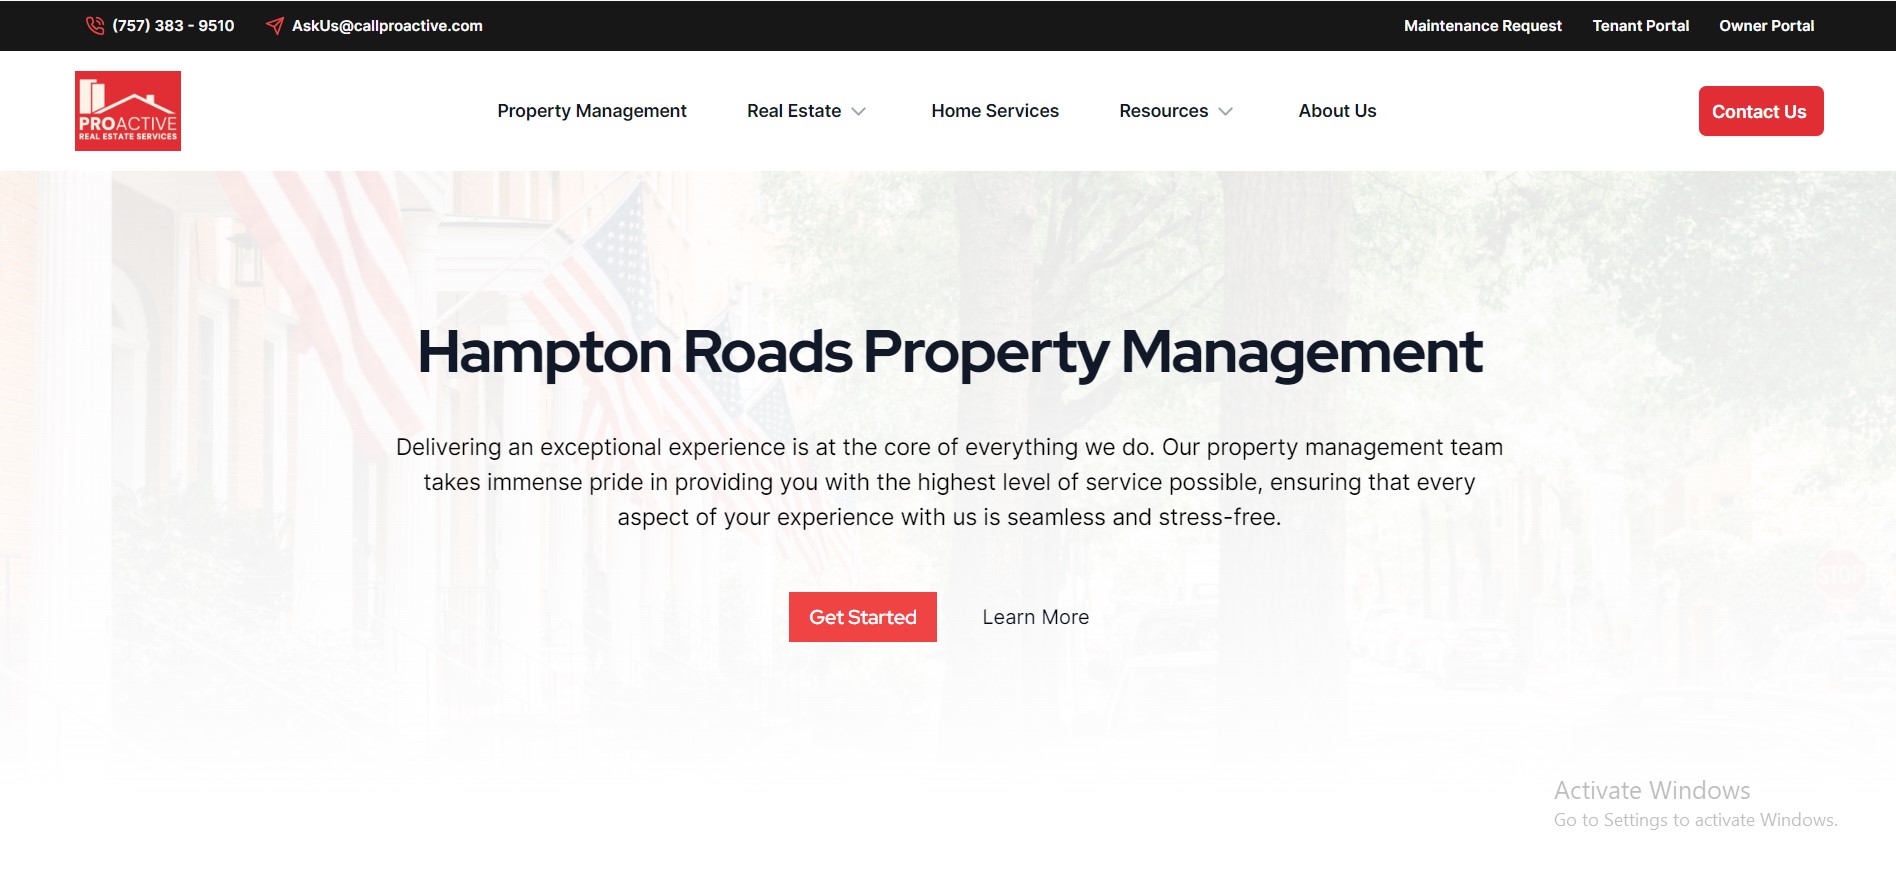 (757) 383 - 9510
AskUs@callproactive.com
Maintenance Request
Tenant Portal
Owner Portal
PROACTIVE
REAL ESTATE SERVICES
Property Management
Real Estate
Home Services
Resources
About Us
Contact Us
Hampton Roads Property Management
Delivering an exceptional experience is at the core of everything we do. Our property management team
takes immense pride in providing you with the highest level of service possible, ensuring that every
aspect of your experience with us is seamless and stress-free.
STOP
Get Started
Learn More
Activate Windows
Go to Settings to activate Windows.